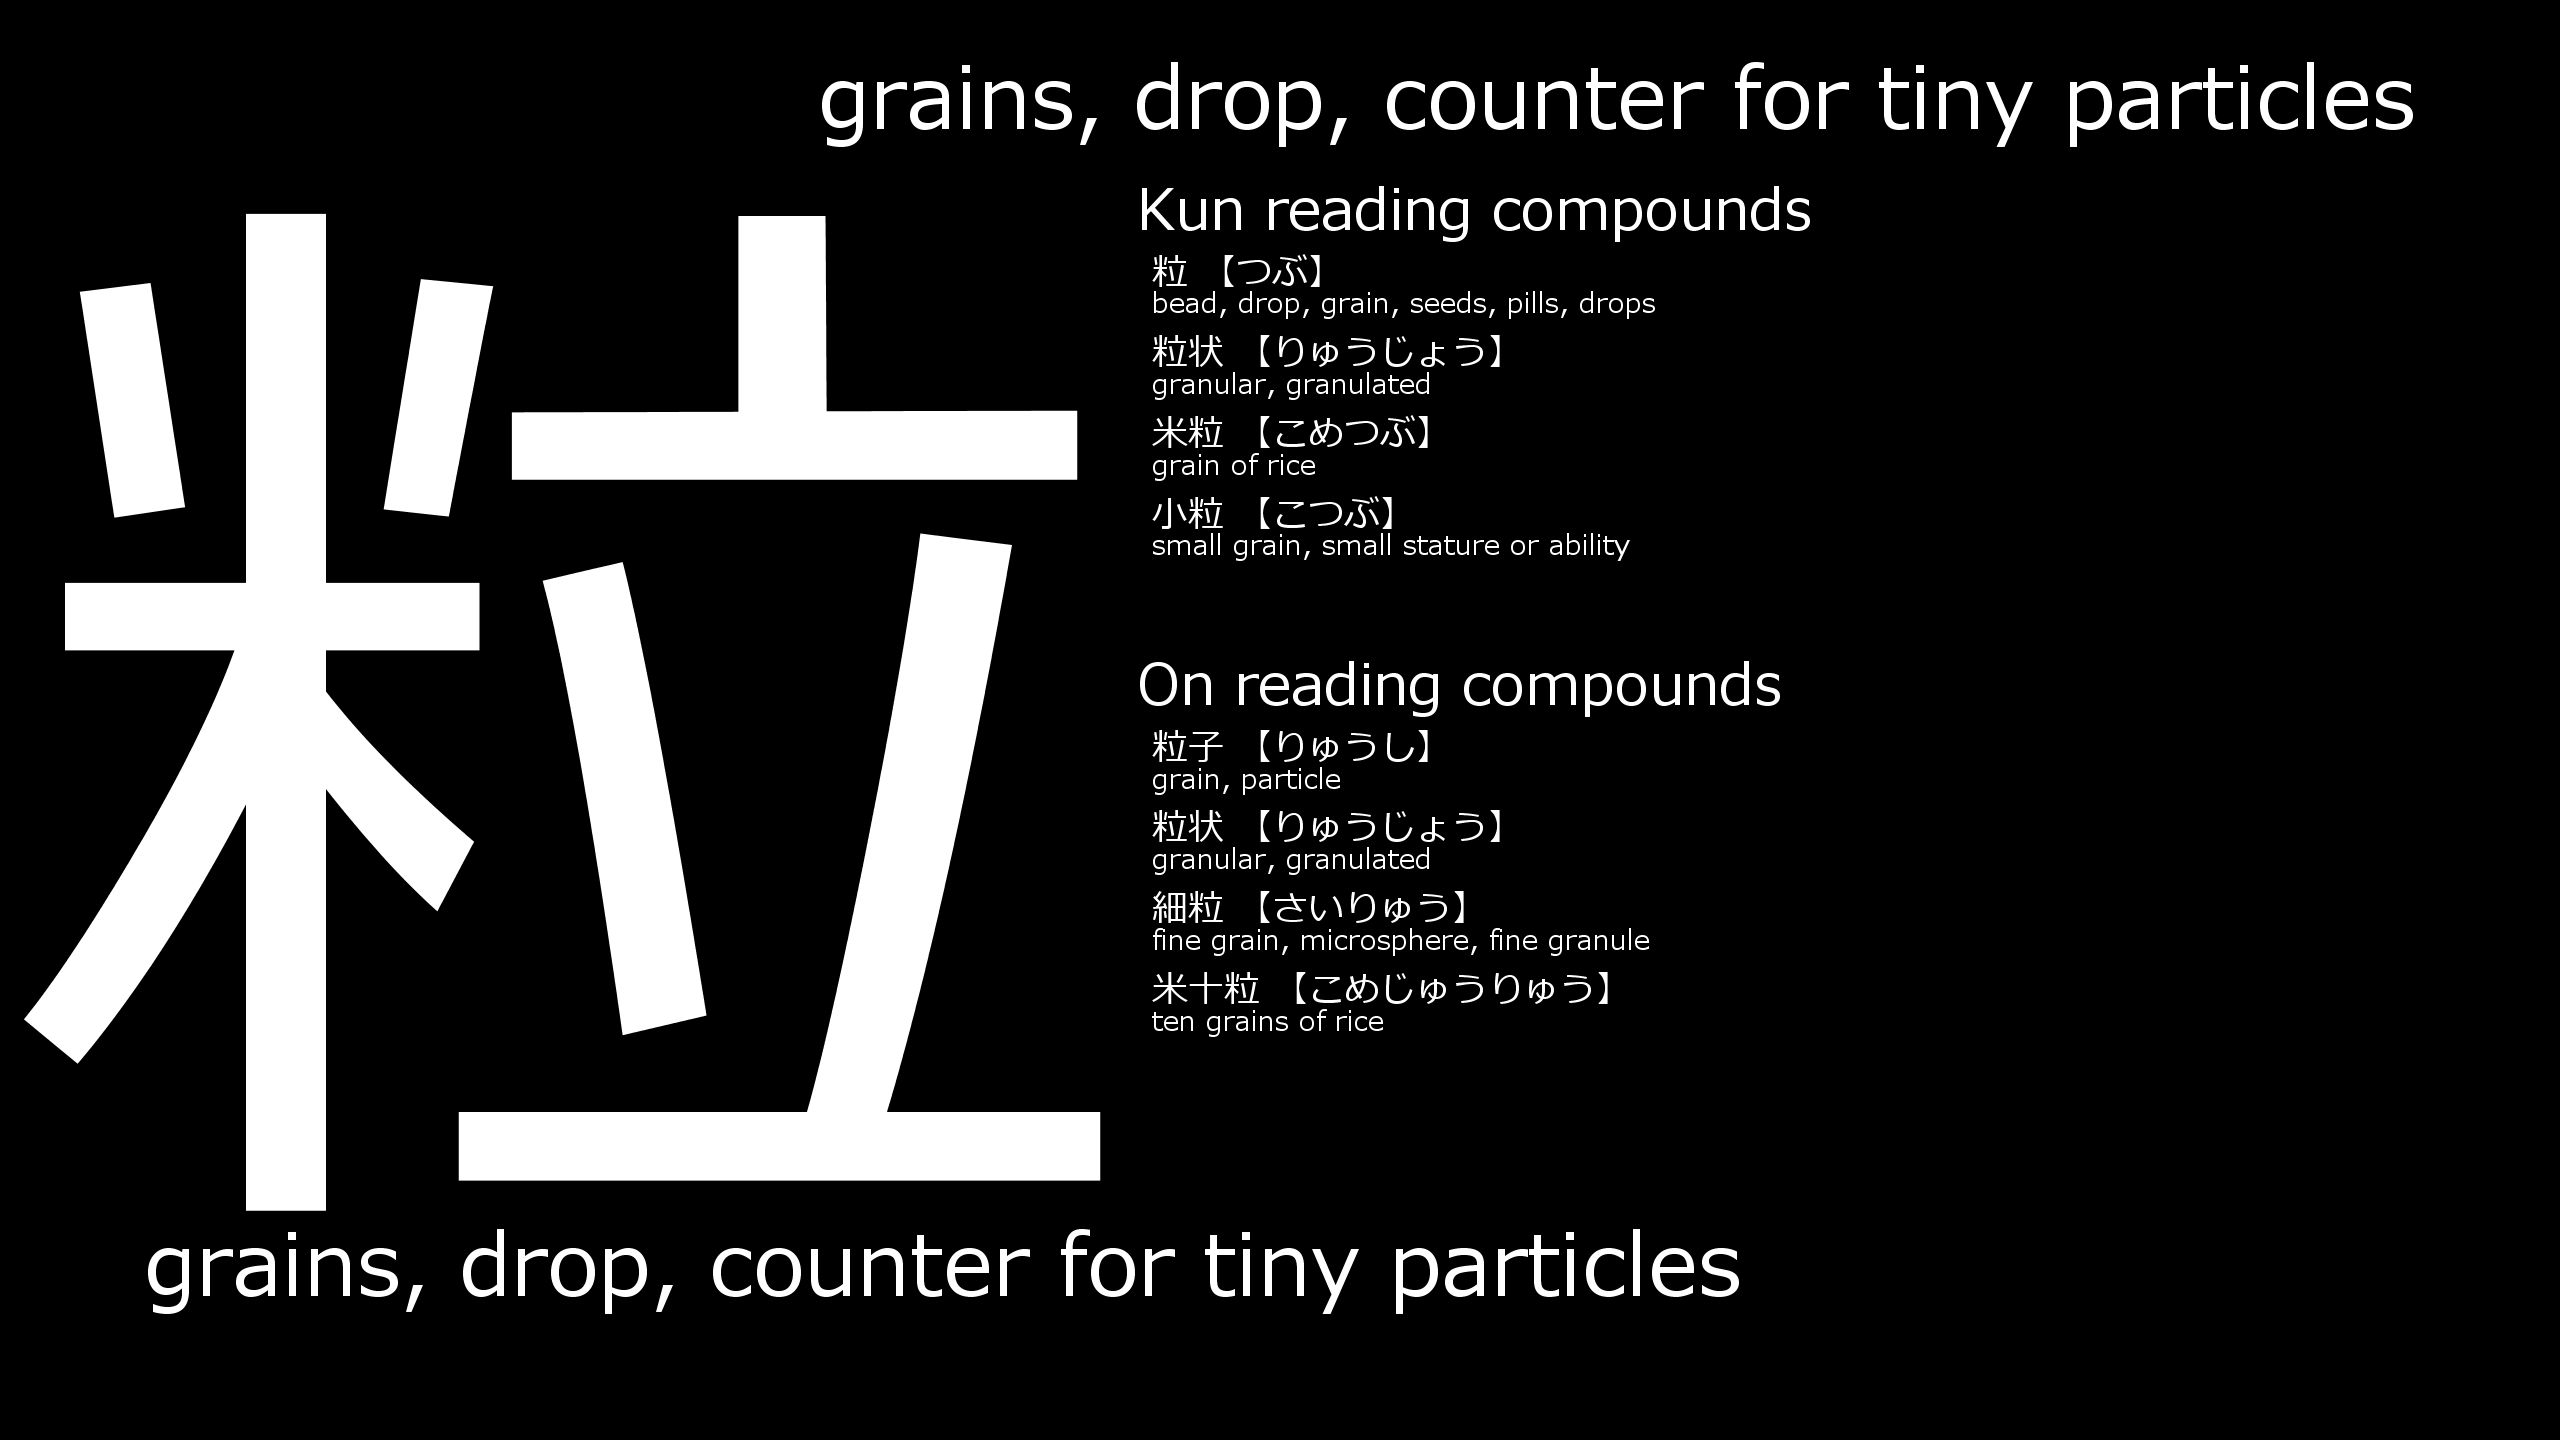 grains, drop, counter for tiny particles
粒
Kun reading compounds
粒 【つぶ】
bead, drop, grain, seeds, pills, drops
粒状 【りゅうじょう】
granular, granulated
米粒 【こめつぶ】
grain of rice
小粒 【こつぶ】
small grain, small stature or ability
On reading compounds
粒子 【りゅうし】
grain, particle
粒状 【りゅうじょう】
granular, granulated
細粒 【さいりゅう】
fine grain, microsphere, fine granule
米十粒 【こめじゅうりゅう】
ten grains of rice
grains, drop, counter for tiny particles